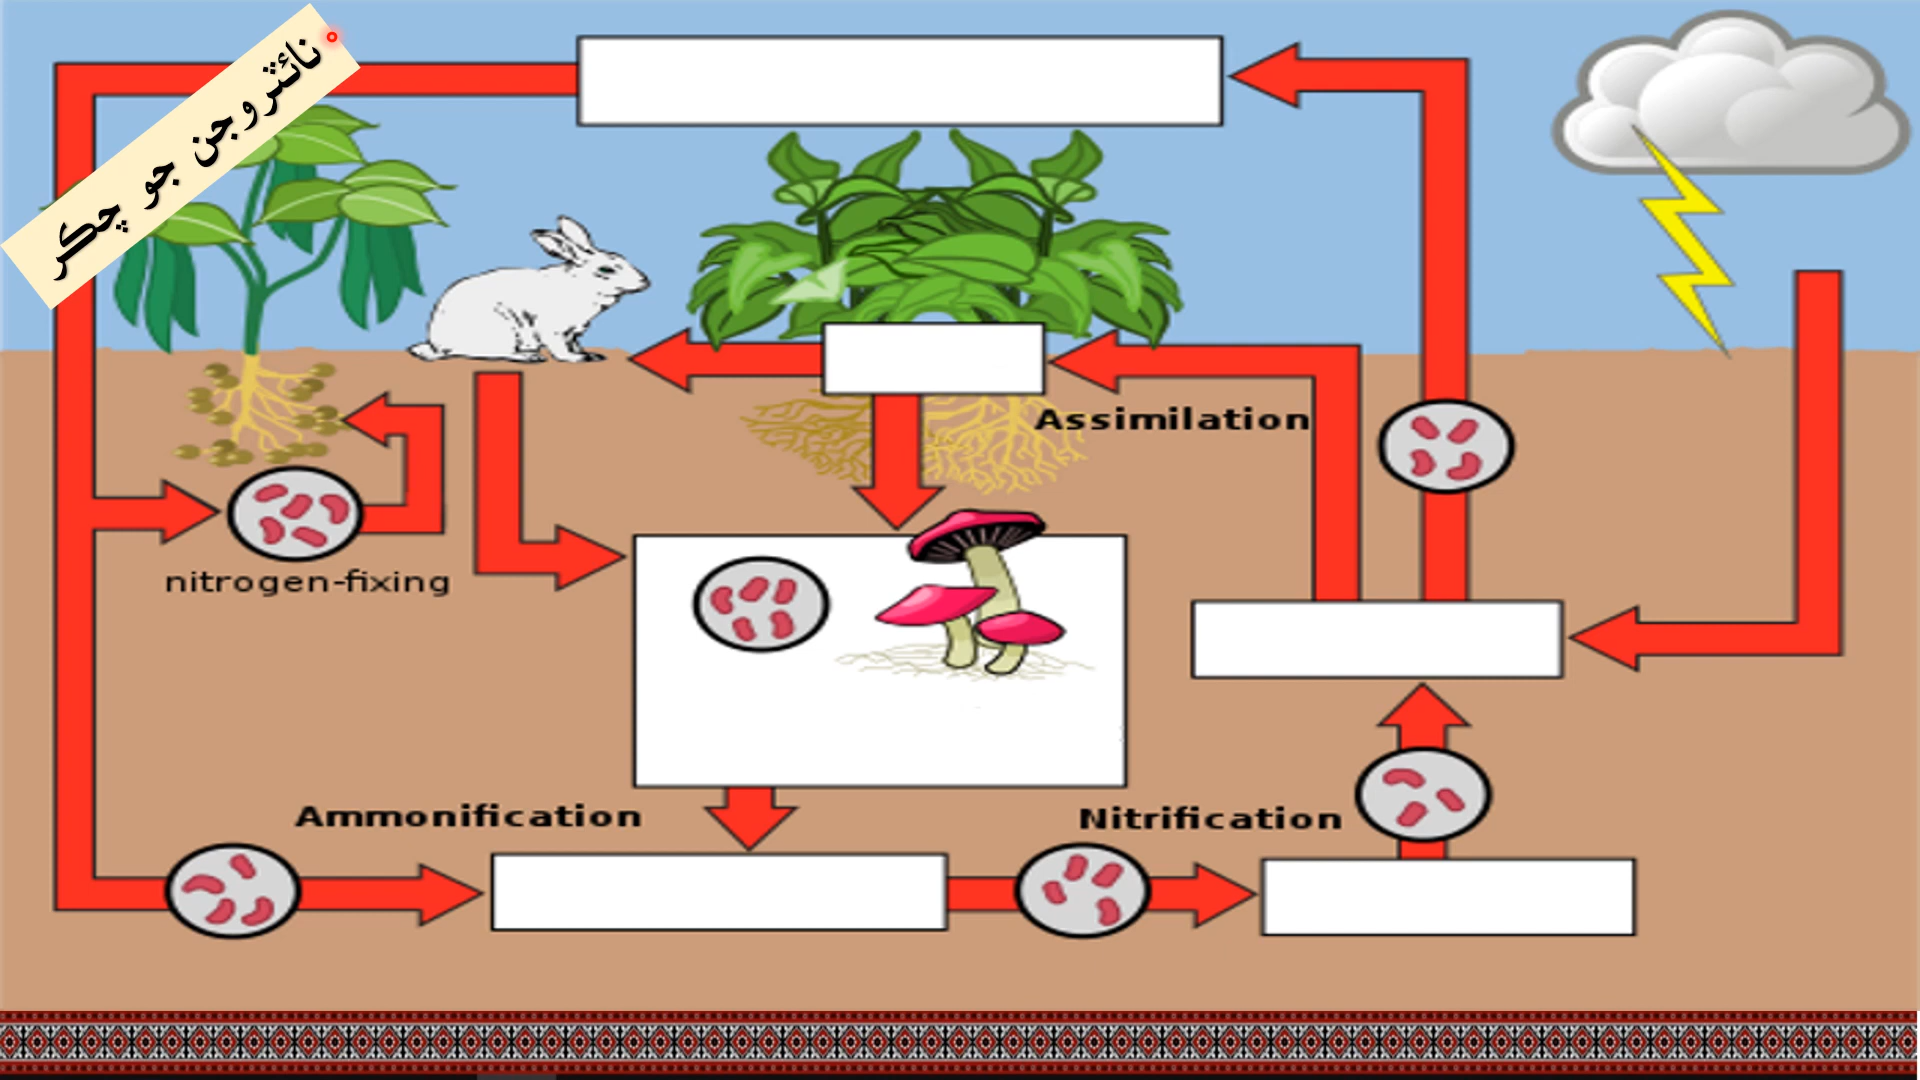 نائٽروجن جو چڪر
Assimilation
nitrogen-fixing
Ammonification
Nitrification